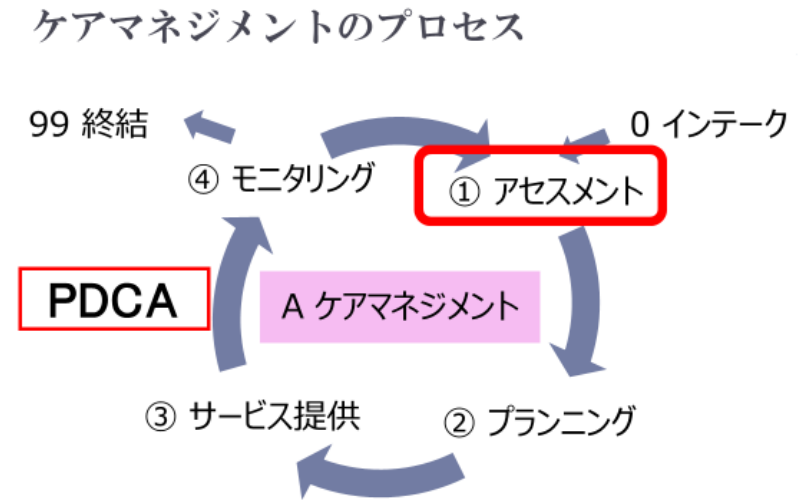 ケアマネジメントのプロセス
99 終結
0 インテーク
④ モニタリング
① アセスメント
PDCA
A ケアマネジメント
③ サービス提供
② プランニング